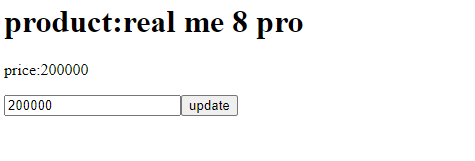 product:real me 8 pro
price:200000
200000 update